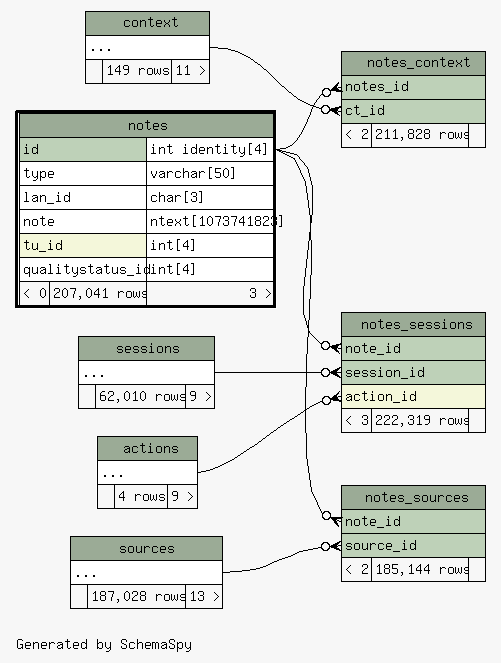 context
...
149 rows 11 >
notes_context
notes_id
ct_id
< 2 211,828 rows
notes
id int identity[4]
type varchar[50]
lan_id char[3]
note ntext[1073741823]
tu_id int[4]
qualitystatus_id int[4]
< 0 207,041 rows 3 >
notes_sessions
note_id
session_id
action_id
< 3 222,319 rows
sessions
...
62,010 rows 9 >
actions
...
4 rows 9 >
notes_sources
note_id
source_id
< 2 185,144 rows
sources
...
187,028 rows 13 >
Generated by SchemaSpy